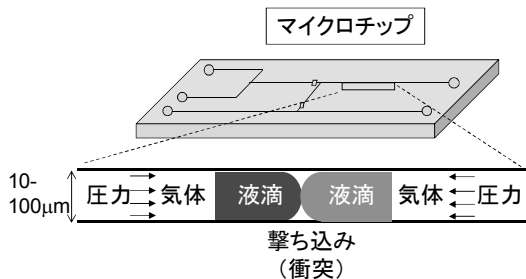 マイクロチップ
10-
100μm
圧力 気体 液滴 液滴 気体 圧力
撃ち込み
(衝突)